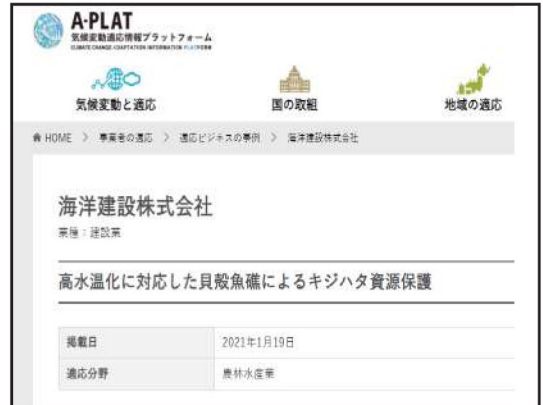 A-PLAT
気候変動適応情報プラットフォーム
CLIMATE CHANGE ADAPTATION INFORMATION PLATFORM
気候変動と適応
国の取組
地域の適応
HOME > 事業者の適応 > 適応ビジネスの事例 > 海洋建設株式会社
海洋建設株式会社
業種：建設業
高水温化に対応した貝殻魚礁によるキジハタ資源保護
掲載日 2021年1月19日
適応分野 農林水産業